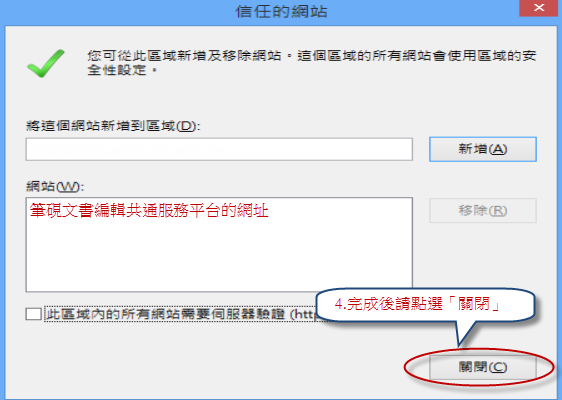 信任的網站
您可從此區域新增及移除網站。這個區域的所有網站會使用區域的安
全性設定。
將這個網站新增到區域(D):
新增(A)
網站(W):
筆硯文書編輯共通服務平台的網址
移除(R)
4.完成後請點選「關閉」
此區域內的所有網站需要伺服器驗證 (http
關閉(C)